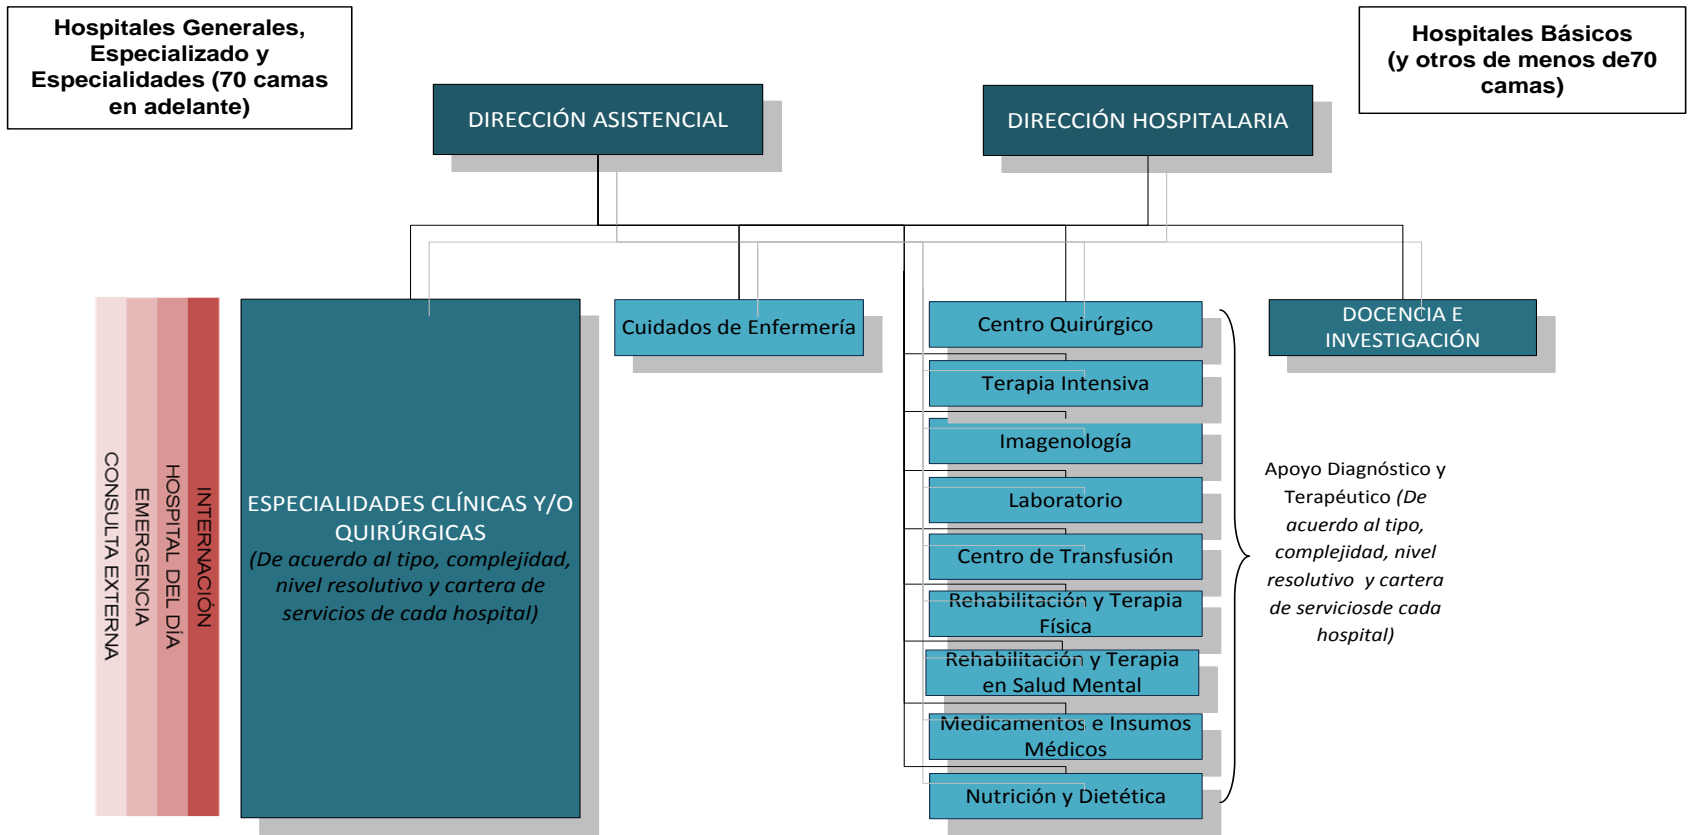 Hospitales Generales,
Especializado y
Especialidades (70 camas
en adelante)
Hospitales Básicos
(y otros de menos de70
camas)
DIRECCIÓN ASISTENCIAL
DIRECCIÓN HOSPITALARIA
CONSULTA EXTERNA
EMERGENCIA
HOSPITAL DEL DÍA
INTERNACIÓN
ESPECIALIDADES CLÍNICAS Y/O
QUIRÚRGICAS
(De acuerdo al tipo, complejidad,
nivel resolutivo y cartera de
servicios de cada hospital)
Cuidados de Enfermería
Centro Quirúrgico
Terapia Intensiva
Imagenología
Laboratorio
Centro de Transfusión
Rehabilitación y Terapia
Física
Rehabilitación y Terapia
en Salud Mental
Medicamentos e Insumos
Médicos
Nutrición y Dietética
Apoyo Diagnóstico y
Terapéutico (De
acuerdo al tipo,
complejidad, nivel
resolutivo y cartera
de serviciosde cada
hospital)
DOCENCIA E
INVESTIGACIÓN